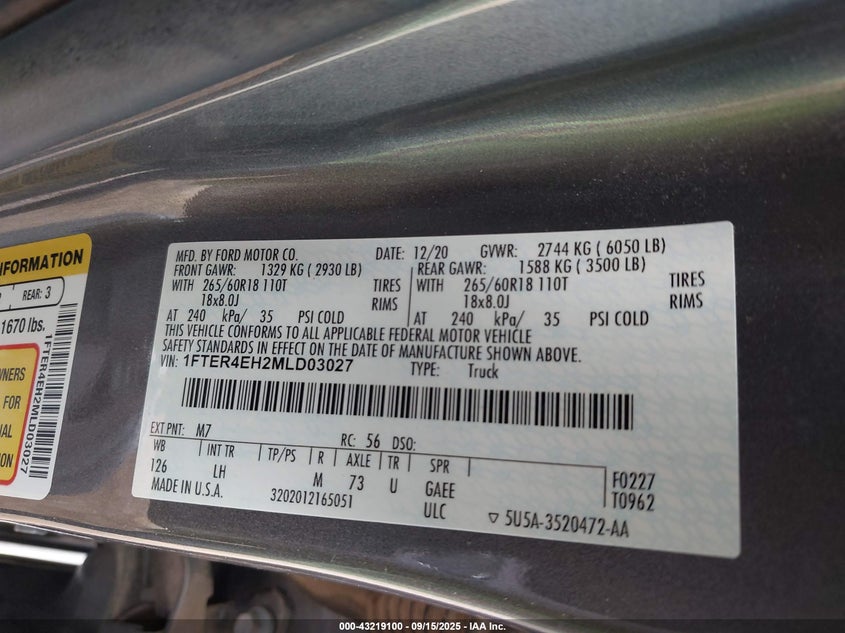 NFORMATION
REAR: 3
1670 lbs.
WNERS
FOR
ION
1FTER4EH2MLD03027
MFD. BY FORD MOTOR CO. DATE: 12/20 GVWR: 2744 KG ( 6050 LB)
FRONT GAWR: 1329 KG ( 2930 LB) REAR GAWR: 1588 KG ( 3500 LB)
WITH 265/60R18 110T TIRES WITH 265/60R18 110T TIRES
18x8.0J RIMS 18x8.0J RIMS
AT 240 kPa/ 35 PSI COLD AT 240 kPa/ 35 PSI COLD
THIS VEHICLE CONFORMS TO ALL APPLICABLE FEDERAL MOTOR VEHICLE
SAFETY STANDARDS IN EFFECT ON THE DATE OF MANUFACTURE SHOWN ABOVE.
VIN: 1FTER4EH2MLD03027 TYPE: Truck
EXT PNT: M7 RC: 56 DSO:
WB INT TR TP/PS R AXLE TR SPR
126 LH M 73 U GAEE F0227
MADE IN U.S.A. 3202012165051 ULC T0962
▽ 5U5A-3520472-AA
000-43219100 - 09/15/2025 - IAA Inc.